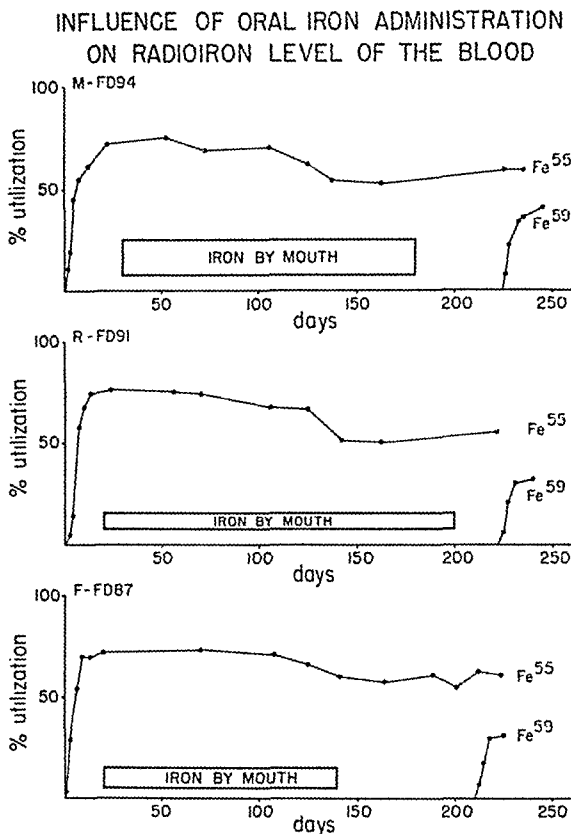 INFLUENCE OF ORAL IRON ADMINISTRATION
ON RADIOIRON LEVEL OF THE BLOOD
M-FD94
100
50
% utilization
Fe55
Fe59
IRON BY MOUTH
50 100 150 200 250
days
R-FD91
100
50
% utilization
Fe55
Fe59
IRON BY MOUTH
50 100 150 200 250
days
F-FD87
100
50
% utilization
Fe55
Fe59
IRON BY MOUTH
50 100 150 200 250
days